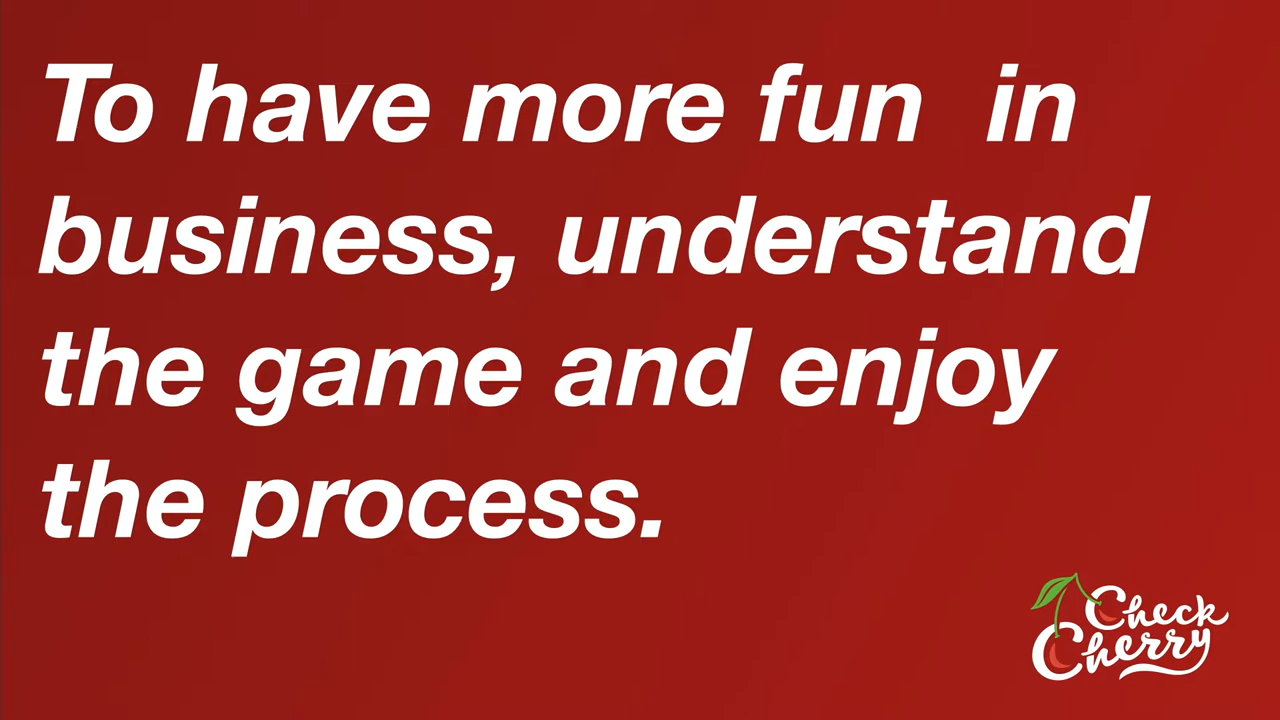 To have more fun  in
business, understand
the game and enjoy
the process.
Check
Cherry